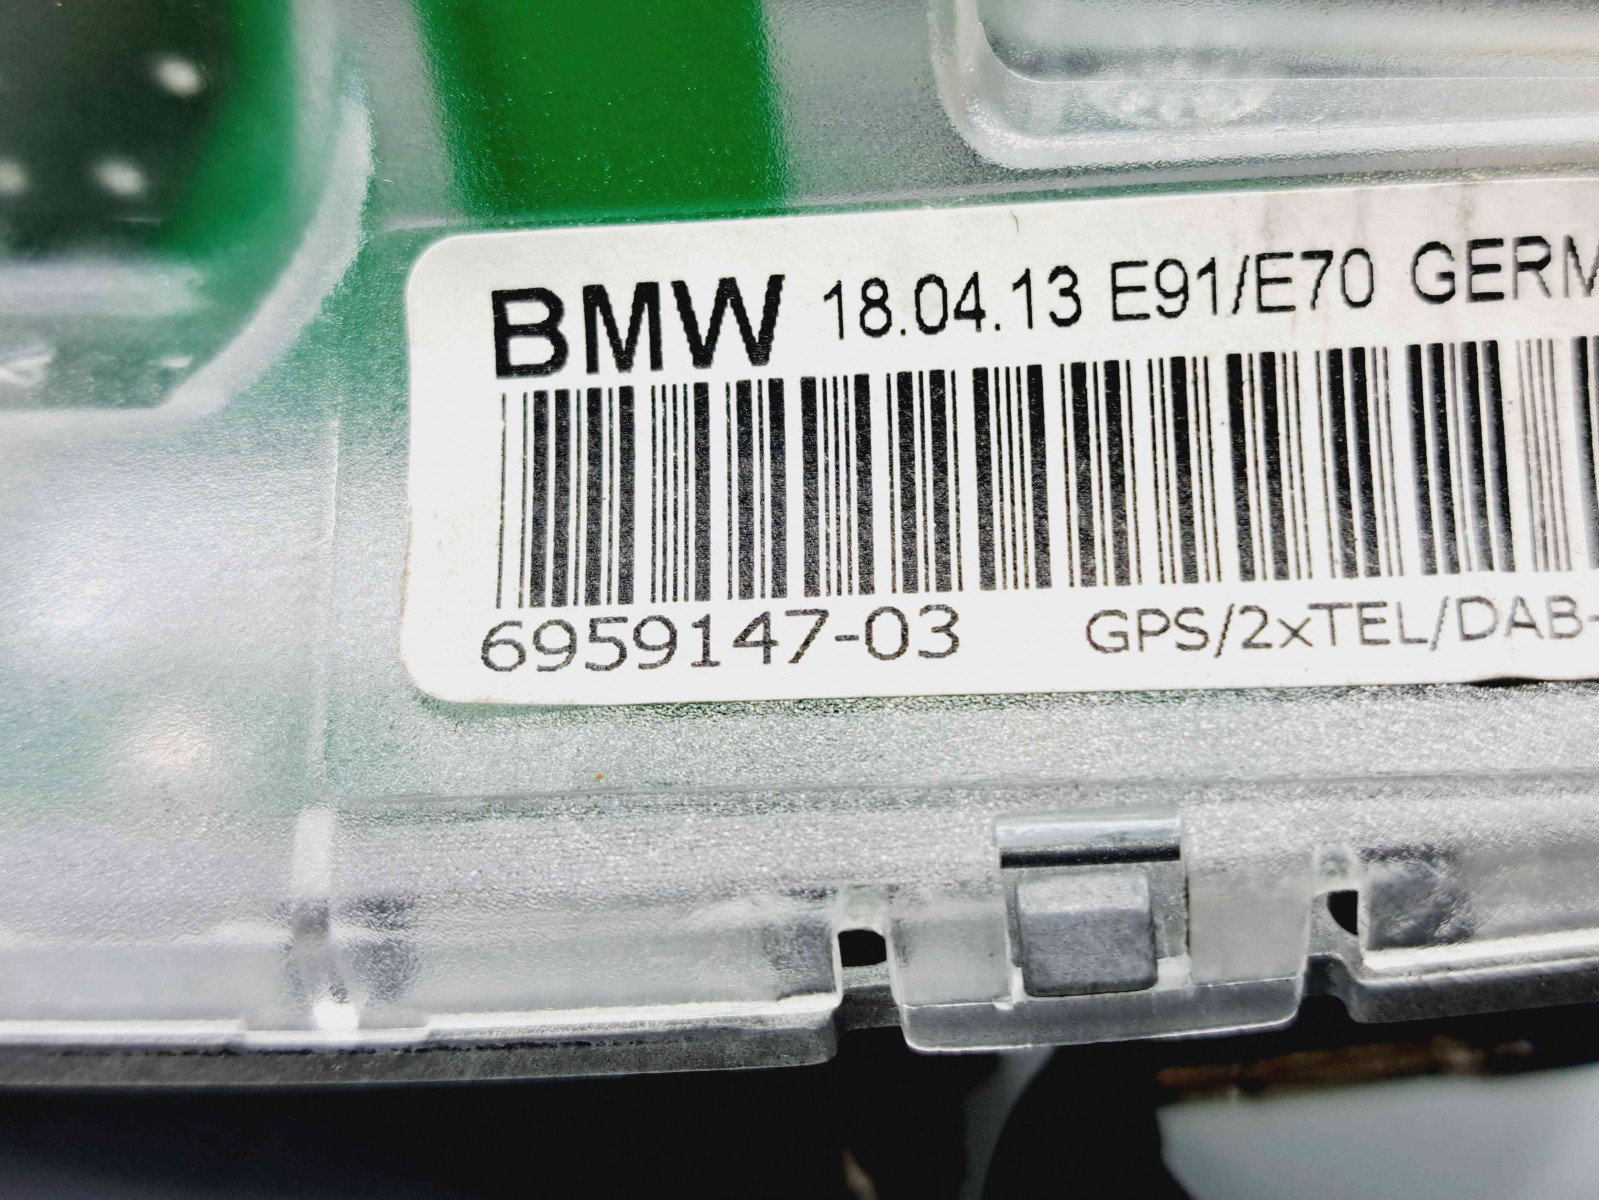 BMW 18.04.13 E91/E70 GERM
6959147-03 GPS/2xTEL/DAB-